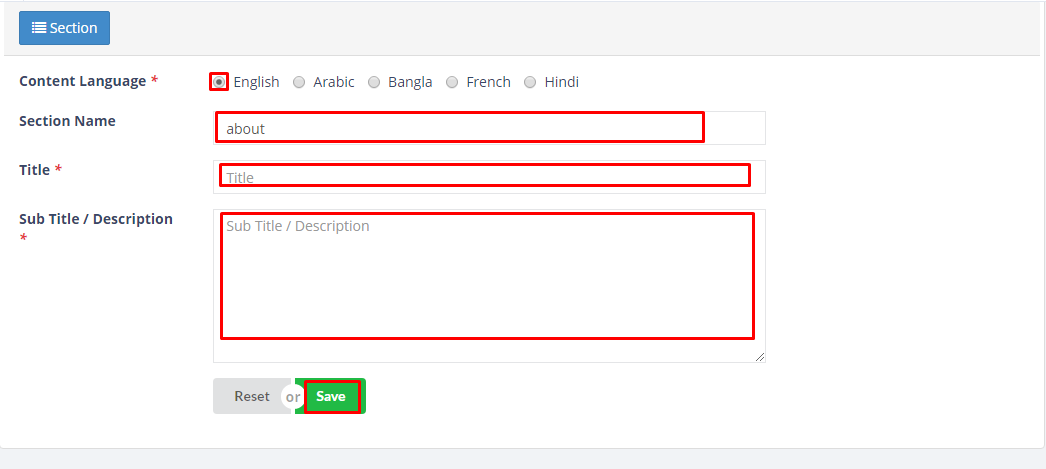 Section
Content Language * English Arabic Bangla French Hindi
Section Name about
Title * Title
Sub Title / Description * Sub Title / Description
Reset or Save